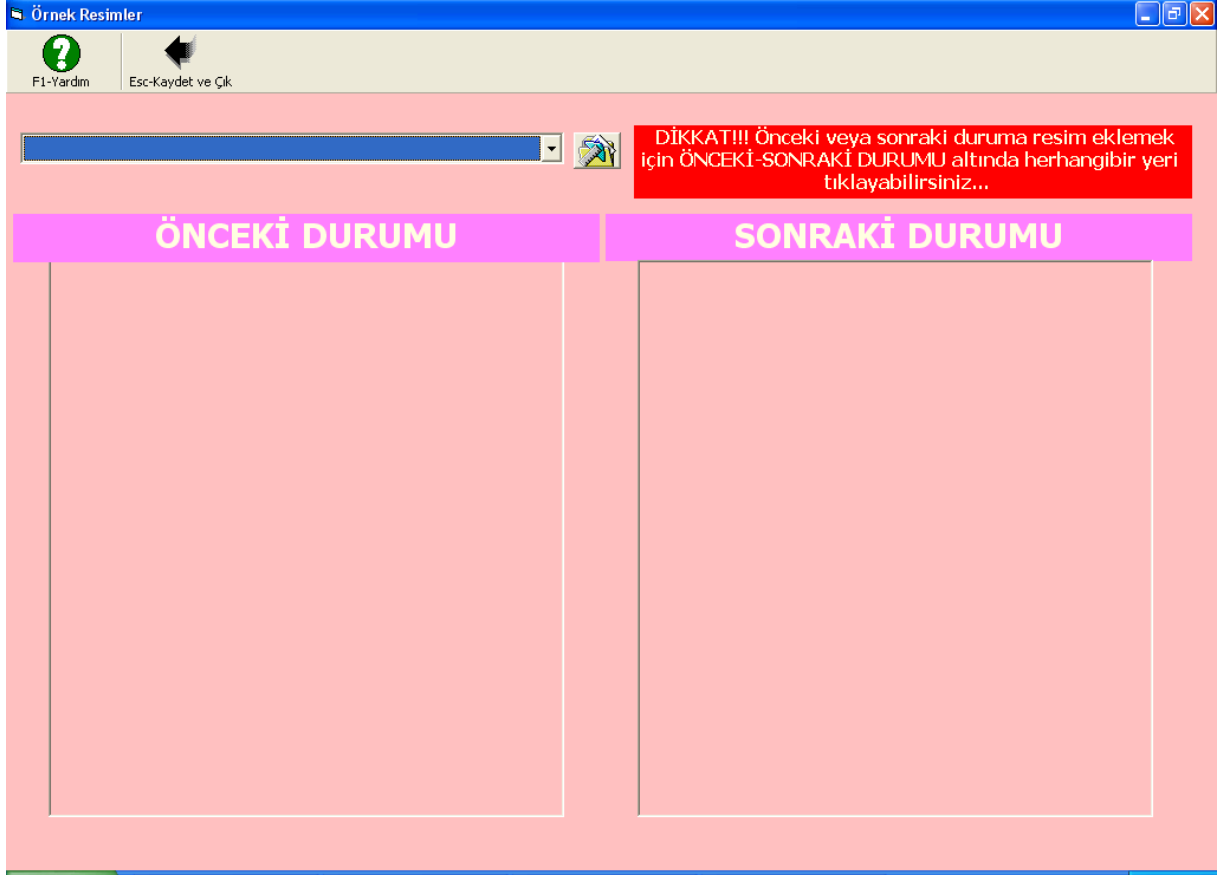 Örnek Resimler
F1-Yardım
Esc-Kaydet ve Çık
DİKKAT!!! Önceki veya sonraki duruma resim eklemek
için ÖNCEKİ-SONRAKİ DURUMU altında herhangibir yeri
tıklayabilirsiniz...
ÖNCEKİ DURUMU
SONRAKİ DURUMU